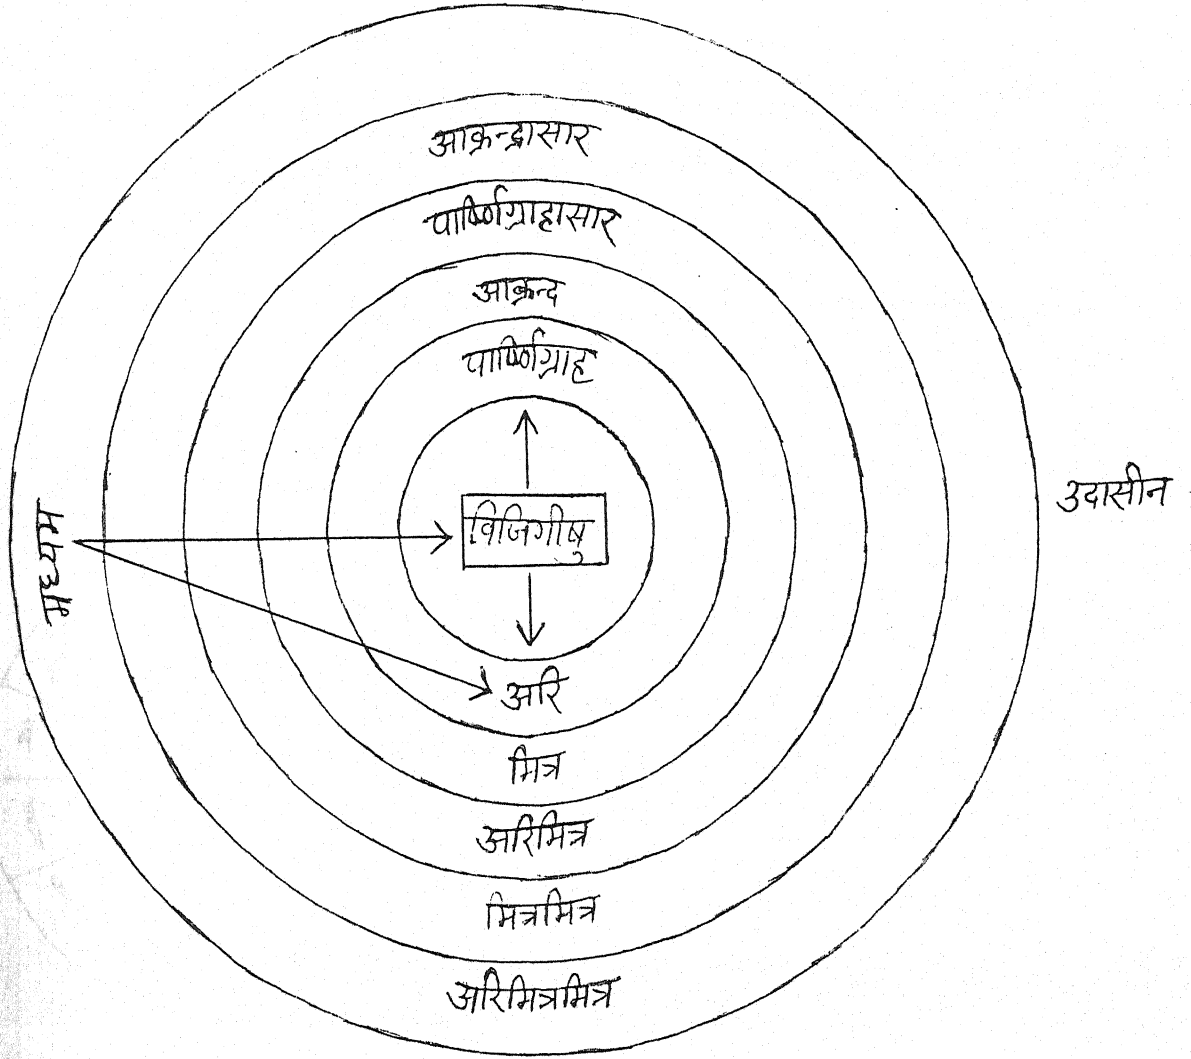 आक्रन्दासार
पार्ष्णिग्राहासार
आक्रन्द
पार्ष्णिग्राह
विजिगीषु
उदासीन
मध्यम
अरि
मित्र
अरिमित्र
मित्रमित्र
अरिमित्रमित्र